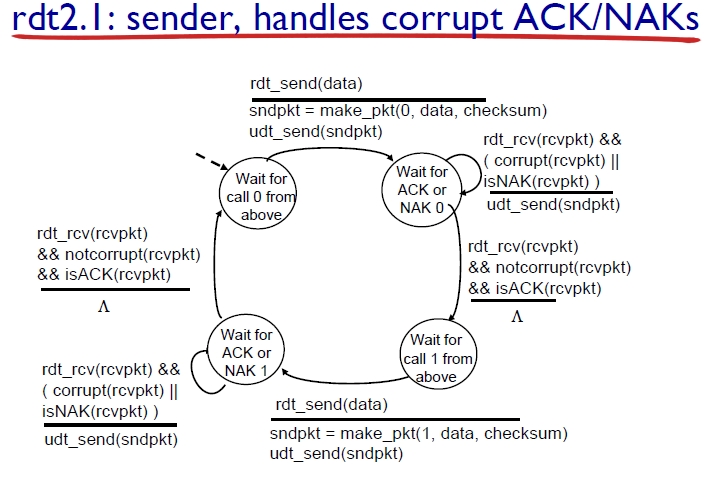 rdt2.1: sender, handles corrupt ACK/NAKs
rdt_send(data)
sndpkt = make_pkt(0, data, checksum)
udt_send(sndpkt)
Wait for
call 0 from
above
Wait for
ACK or
NAK 0
rdt_rcv(rcvpkt) &&
( corrupt(rcvpkt) ||
isNAK(rcvpkt) )
udt_send(sndpkt)
rdt_rcv(rcvpkt)
&& notcorrupt(rcvpkt)
&& isACK(rcvpkt)
Λ
rdt_rcv(rcvpkt)
&& notcorrupt(rcvpkt)
&& isACK(rcvpkt)
Λ
Wait for
ACK or
NAK 1
Wait for
call 1 from
above
rdt_rcv(rcvpkt) &&
( corrupt(rcvpkt) ||
isNAK(rcvpkt) )
udt_send(sndpkt)
rdt_send(data)
sndpkt = make_pkt(1, data, checksum)
udt_send(sndpkt)